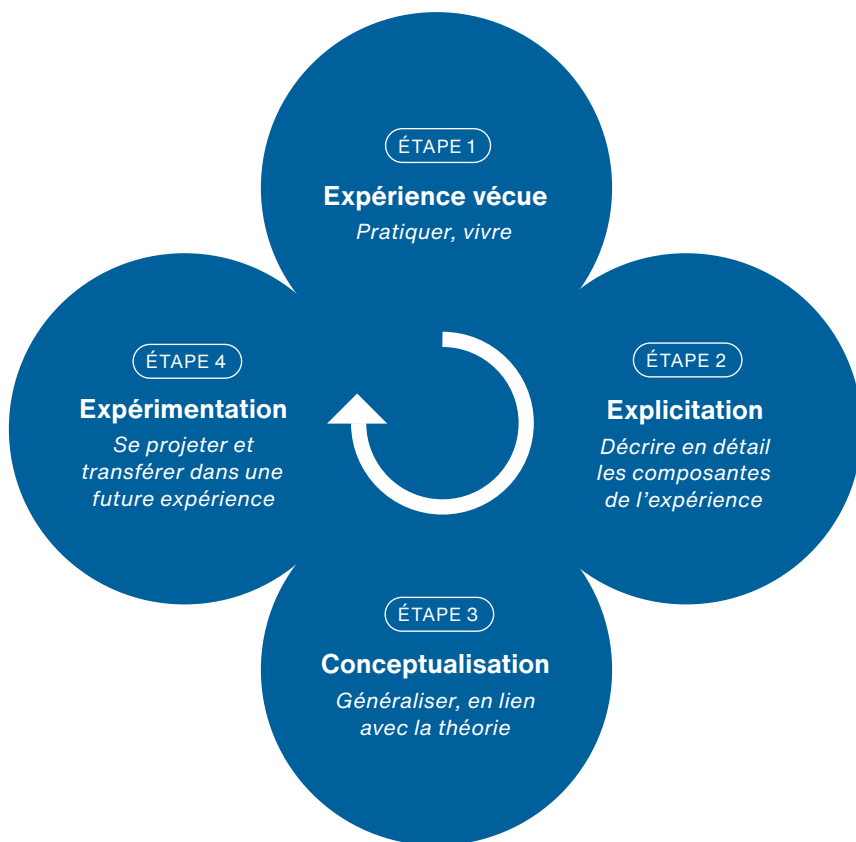 ÉTAPE 1
Expérience vécue
Pratiquer, vivre
ÉTAPE 2
Explicitation
Décrire en détail
les composantes
de l’expérience
ÉTAPE 3
Conceptualisation
Généraliser, en lien
avec la théorie
ÉTAPE 4
Expérimentation
Se projeter et
transférer dans une
future expérience